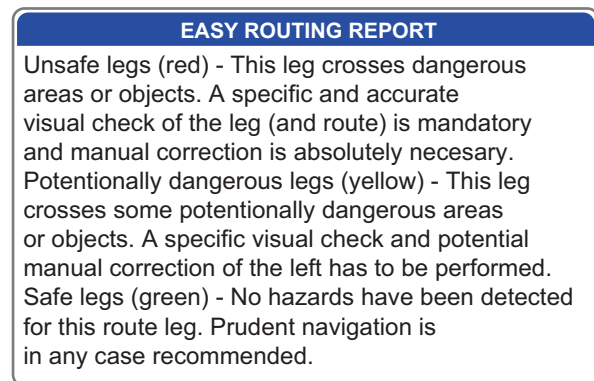 EASY ROUTING REPORT
Unsafe legs (red) - This leg crosses dangerous
areas or objects. A specific and accurate
visual check of the leg (and route) is mandatory
and manual correction is absolutely necesary.
Potentially dangerous legs (yellow) - This leg
crosses some potentially dangerous areas
or objects. A specific visual check and potential
manual correction of the left has to be performed.
Safe legs (green) - No hazards have been detected
for this route leg. Prudent navigation is
in any case recommended.